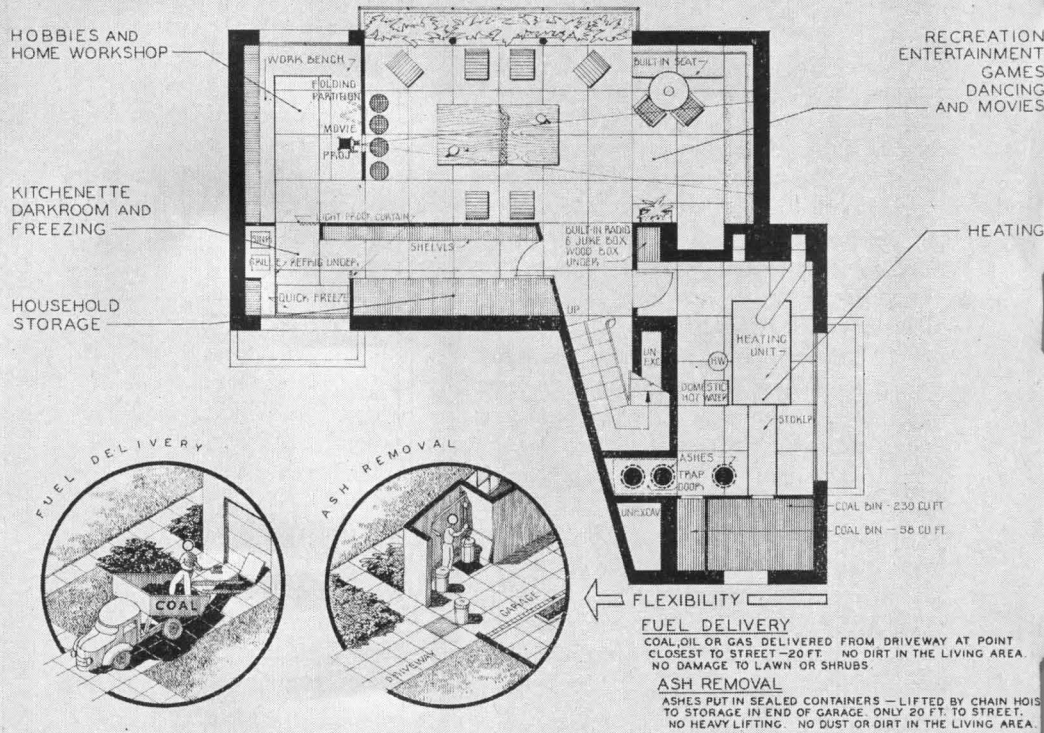 HOBBIES AND
HOME WORKSHOP
KITCHENETTE
DARKROOM AND
FREEZING
HOUSEHOLD
STORAGE
RECREATION
ENTERTAINMENT
GAMES
DANCING
AND MOVIES
HEATING
WORK BENCH
FOLDING
PARTITION
MOVIE
PROJ
BUILT-IN SEAT
LIGHT PROOF CURTAIN
SHELVES
SINK
REFRIG UNDER
QUICK FREEZE
BUILT-IN RADIO
& JUKE BOX
WOOD BOX
UNDER
UP
UN
EXC
HEATING
UNIT
HW
DOMESTIC
HOT WATER
STOKER
ASHES
TRAP
DOOR
UNEXCAV
COAL BIN - 230 CU FT
COAL BIN - 98 CU FT
FUEL DELIVERY
COAL
ASH REMOVAL
GARAGE
DRIVEWAY
FLEXIBILITY
FUEL DELIVERY
COAL, OIL OR GAS DELIVERED FROM DRIVEWAY AT POINT
CLOSEST TO STREET - 20 FT. NO DIRT IN THE LIVING AREA.
NO DAMAGE TO LAWN OR SHRUBS.
ASH REMOVAL
ASHES PUT IN SEALED CONTAINERS - LIFTED BY CHAIN HOIS
TO STORAGE IN END OF GARAGE. ONLY 20 FT. TO STREET.
NO HEAVY LIFTING. NO DUST OR DIRT IN THE LIVING AREA.